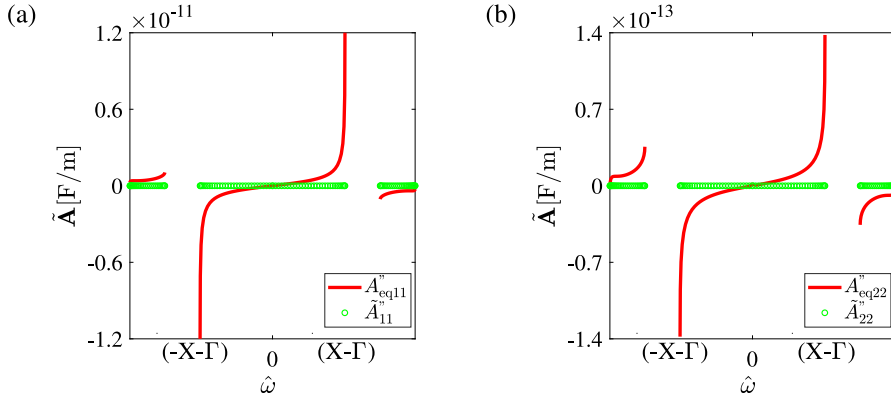 (a)
×10⁻¹¹
1.2
0.6
0
-0.6
-1.2
Ã[F/m]
A"eq11
Ã"11
(-X-Γ) 0 (X-Γ)
ω̂
(b)
×10⁻¹³
1.4
0.7
0
-0.7
-1.4
Ã[F/m]
A"eq22
Ã"22
(-X-Γ) 0 (X-Γ)
ω̂